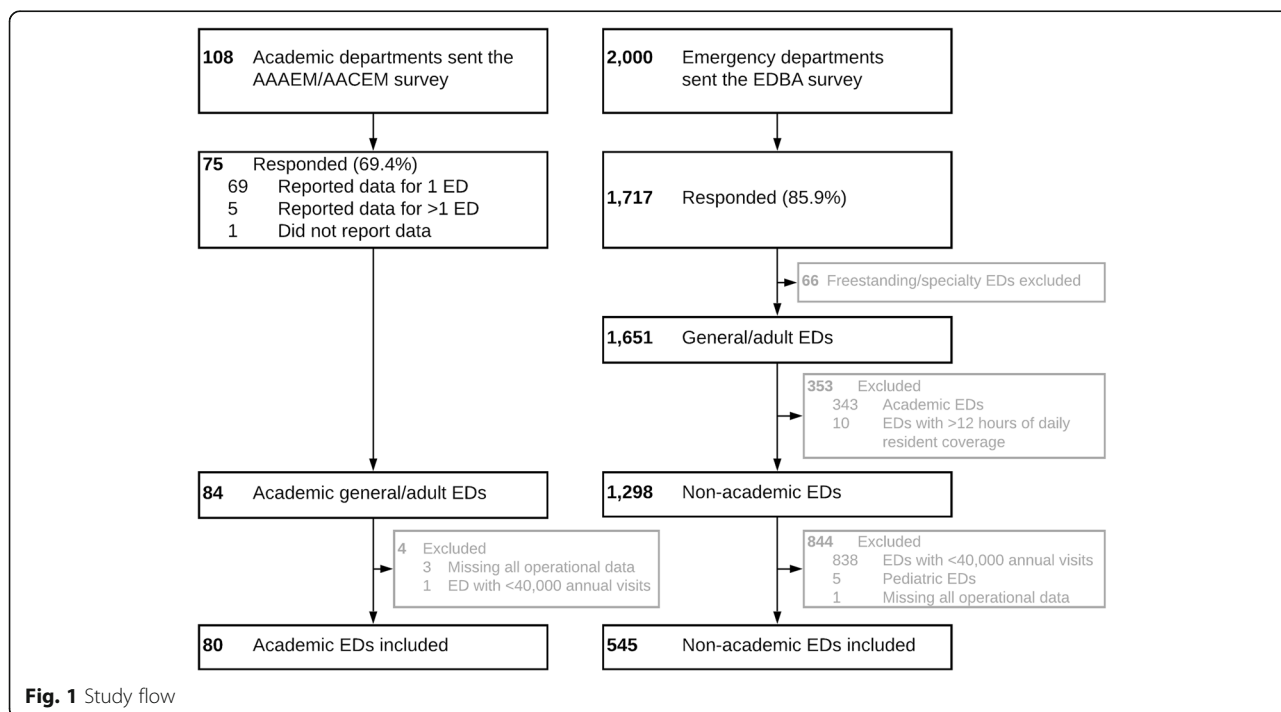 108 Academic departments sent the
AAAEM/AACEM survey
75 Responded (69.4%)
69 Reported data for 1 ED
5 Reported data for >1 ED
1 Did not report data
84 Academic general/adult EDs
4 Excluded
3 Missing all operational data
1 ED with <40,000 annual visits
80 Academic EDs included
2,000 Emergency departments
sent the EDBA survey
1,717 Responded (85.9%)
66 Freestanding/specialty EDs excluded
1,651 General/adult EDs
353 Excluded
343 Academic EDs
10 EDs with >12 hours of daily
resident coverage
1,298 Non-academic EDs
844 Excluded
838 EDs with <40,000 annual visits
5 Pediatric EDs
1 Missing all operational data
545 Non-academic EDs included
Fig. 1 Study flow